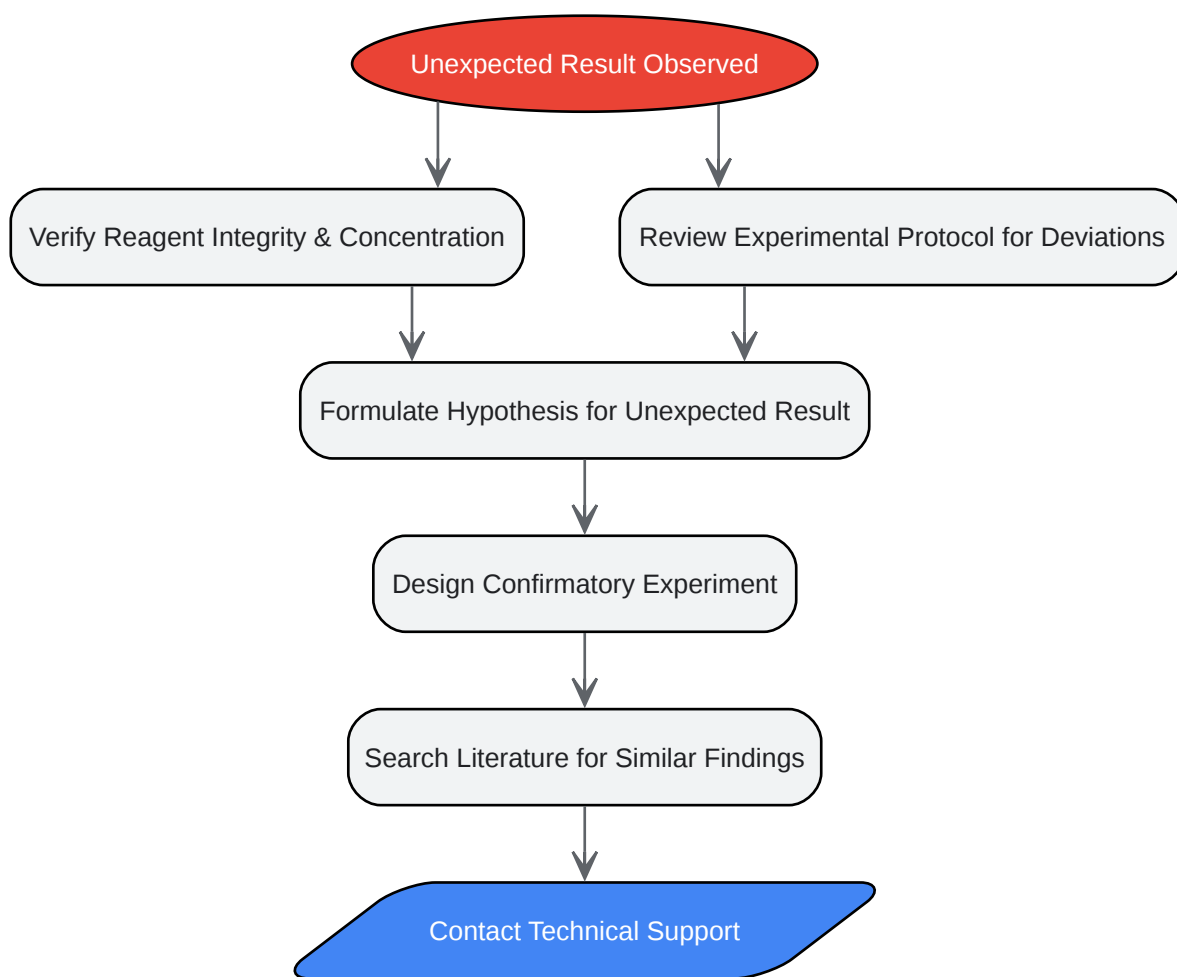 Unexpected Result Observed
Verify Reagent Integrity & Concentration
Review Experimental Protocol for Deviations
Formulate Hypothesis for Unexpected Result
Design Confirmatory Experiment
Search Literature for Similar Findings
Contact Technical Support